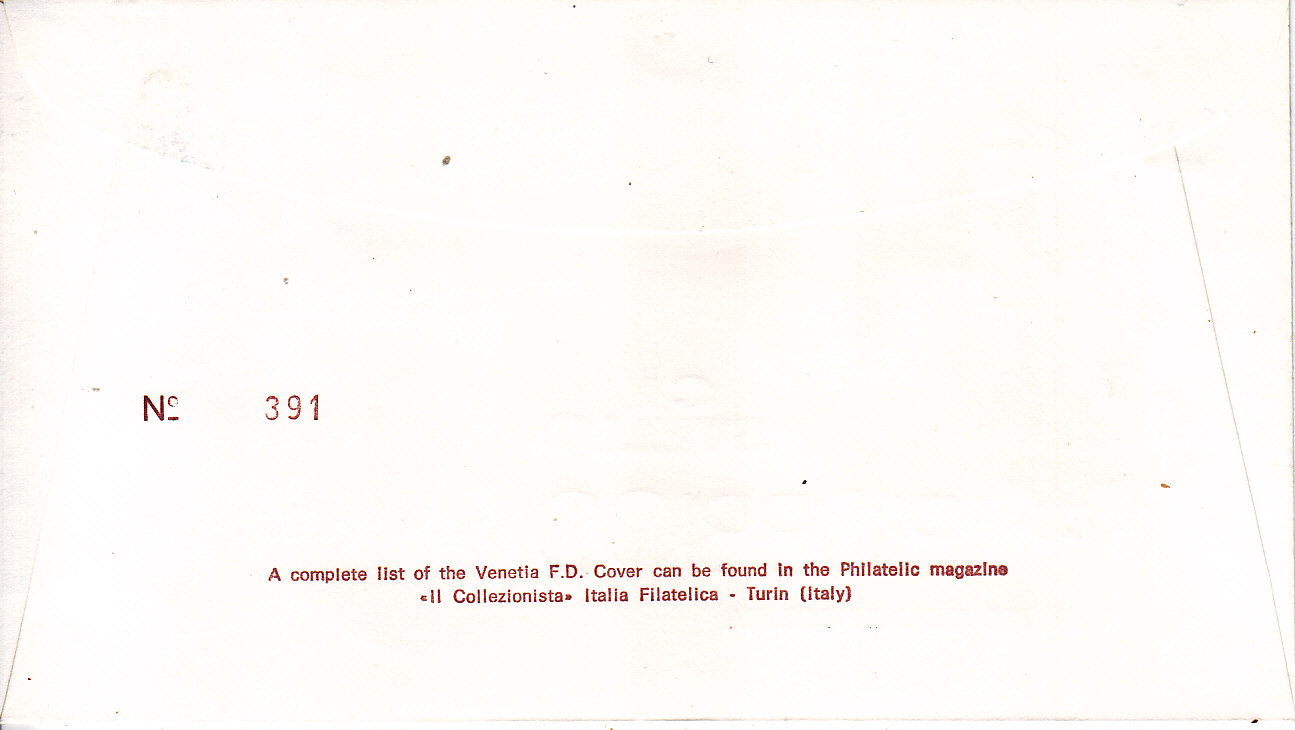 Nº 391
A complete list of the Venetia F.D. Cover can be found in the Philatelic magazine
«il Collezionista» Italia Filatelica - Turin (Italy)